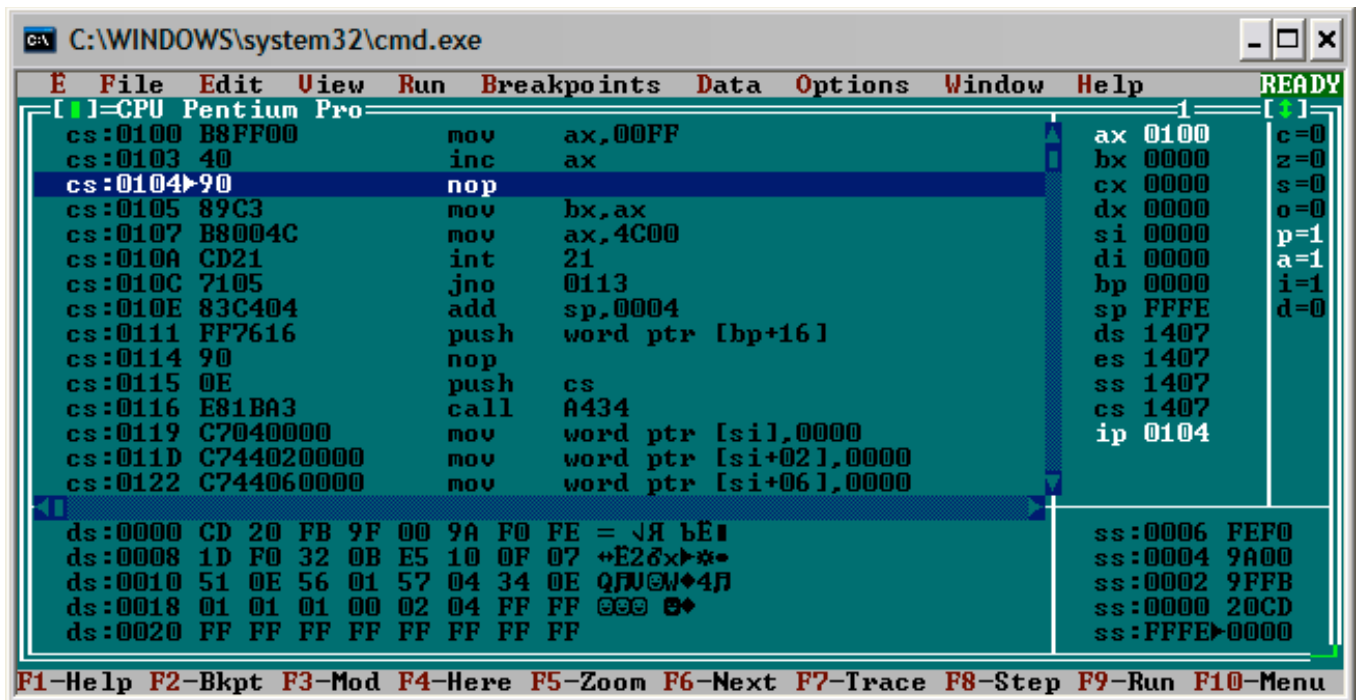 C:\WINDOWS\system32\cmd.exe
Ë File Edit View Run Breakpoints Data Options Window Help READY
[■]=CPU Pentium Pro 1 [↕]
cs:0100 B8FF00 mov ax,00FF ax 0100 c=0
cs:0103 40 inc ax bx 0000 z=0
cs:0104►90 nop cx 0000 s=0
cs:0105 89C3 mov bx,ax dx 0000 o=0
cs:0107 B8004C mov ax,4C00 si 0000 p=1
cs:010A CD21 int 21 di 0000 a=1
cs:010C 7105 jno 0113 bp 0000 i=1
cs:010E 83C404 add sp,0004 sp FFFE d=0
cs:0111 FF7616 push word ptr [bp+16] ds 1407
cs:0114 90 nop es 1407
cs:0115 0E push cs ss 1407
cs:0116 E81BA3 call A434 cs 1407
cs:0119 C7040000 mov word ptr [si],0000 ip 0104
cs:011D C744020000 mov word ptr [si+02],0000
cs:0122 C744060000 mov word ptr [si+06],0000
ds:0000 CD 20 FB 9F 00 9A F0 FE = √Я ЪЁ■ ss:0006 FEF0
ds:0008 1D F0 32 0B E5 10 0F 07 ↔Ё2♂х►☼• ss:0004 9A00
ds:0010 51 0E 56 01 57 04 34 0E Q♫V☺W♦4♫ ss:0002 9FFB
ds:0018 01 01 01 00 02 04 FF FF ☺☺☺ ☻♦ ss:0000 20CD
ds:0020 FF FF FF FF FF FF FF FF ss:FFFE►0000
F1-Help F2-Bkpt F3-Mod F4-Here F5-Zoom F6-Next F7-Trace F8-Step F9-Run F10-Menu